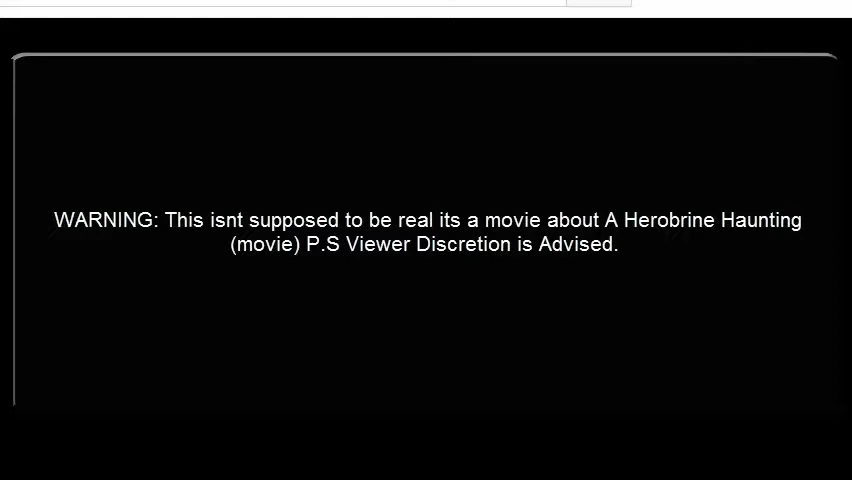 WARNING: This isnt supposed to be real its a movie about A Herobrine Haunting
(movie) P.S Viewer Discretion is Advised.